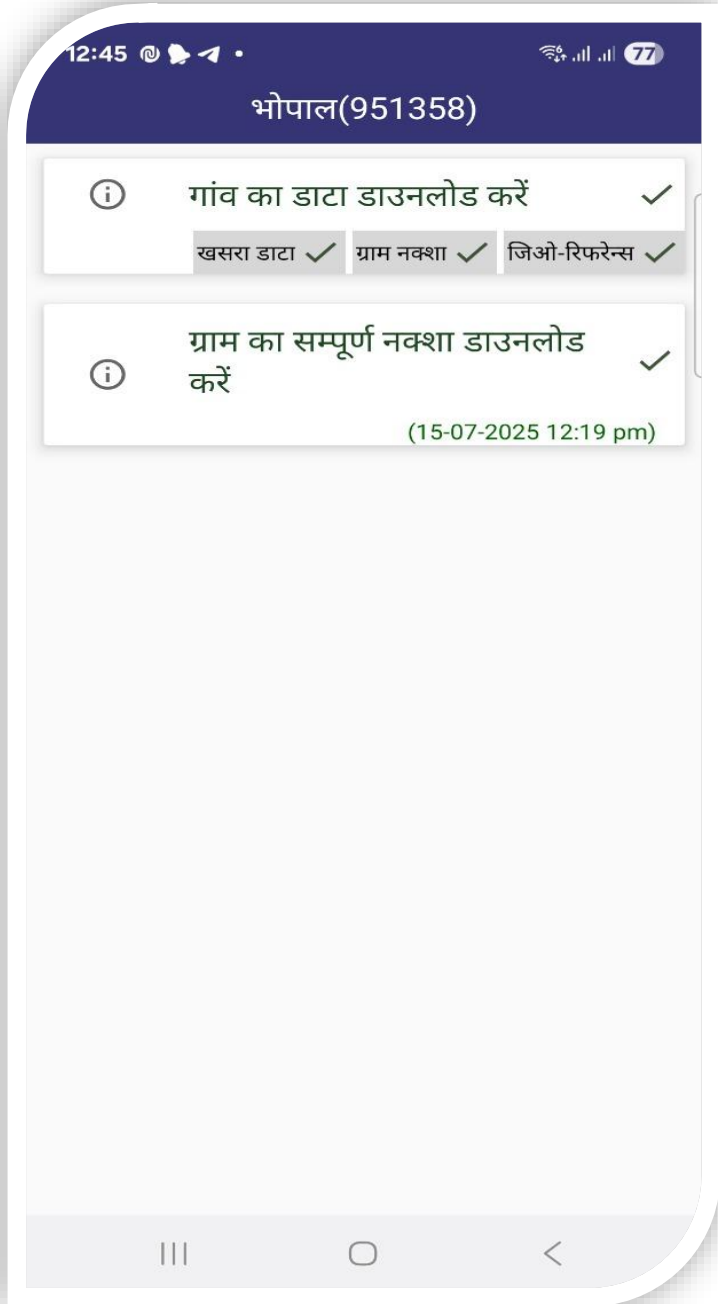 12:45 77
भोपाल(951358)
गांव का डाटा डाउनलोड करें
खसरा डाटा ग्राम नक्शा जिओ-रिफरेन्स
ग्राम का सम्पूर्ण नक्शा डाउनलोड
करें
(15-07-2025 12:19 pm)